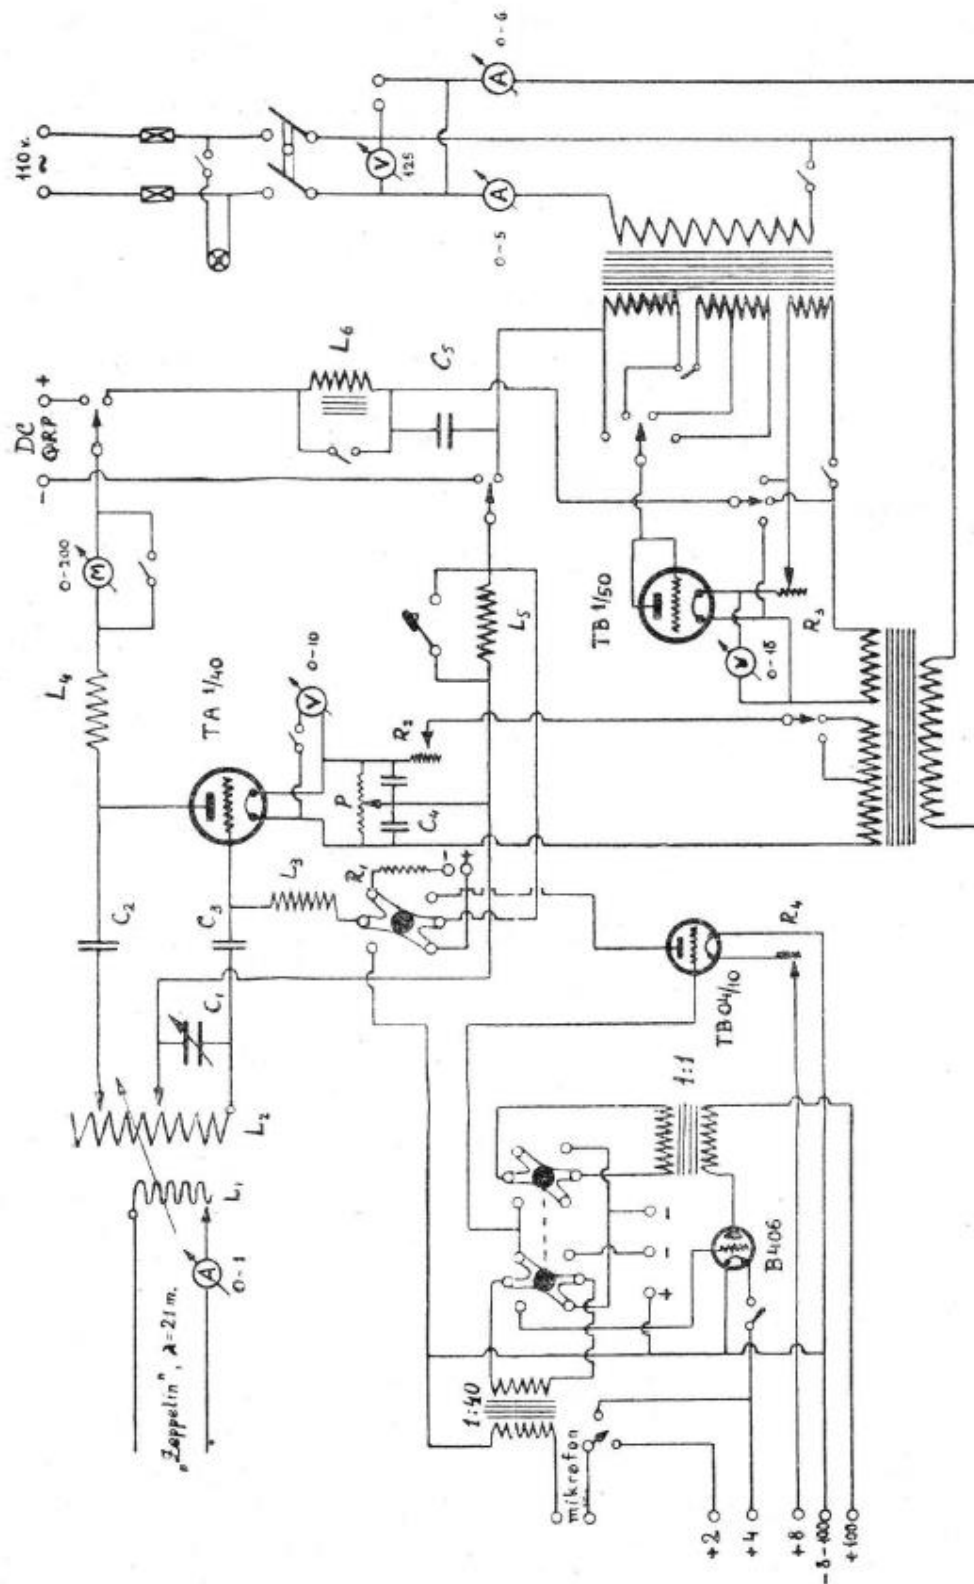 110 v.
~
0-6
125
0-5
DC
QRP
+
-
L6
C5
0-200
M
L4
TA 1/40
0-10
V
L5
TB 1/50
0-18
R3
R2
P
C4
R1
- +
L3
C2
C3
C1
L2
L1
A
0-1
„Zeppelin", λ=21 m.
R4
TB 04/10
1:1
B406
+ - -
1:40
mikrofon
+2
+4
+8
-8-100
+100
V
A
A